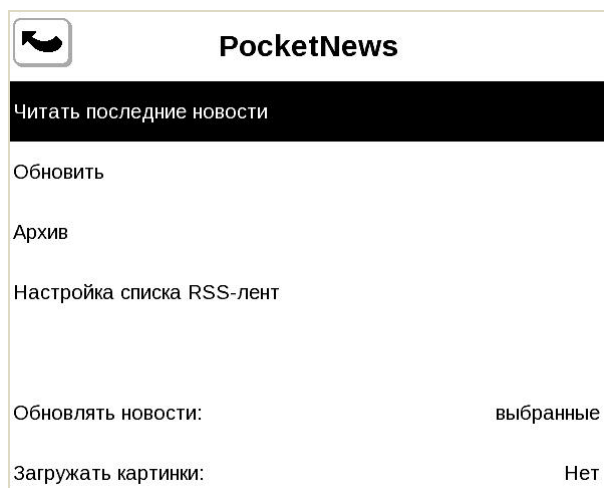 PocketNews
Читать последние новости
Обновить
Архив
Настройка списка RSS-лент
Обновлять новости: выбранные
Загружать картинки: Нет